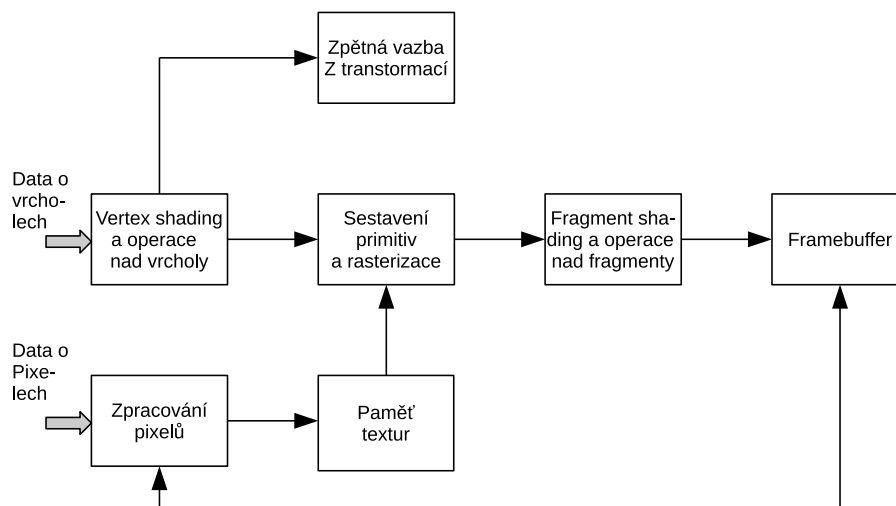 Zpětná vazba
Z transtormací
Data o
vrcho-
lech
Vertex shading
a operace
nad vrcholy
Sestavení
primitiv
a rasterizace
Fragment sha-
ding a operace
nad fragmenty
Framebuffer
Data o
Pixe-
lech
Zpracování
pixelů
Paměť
textur